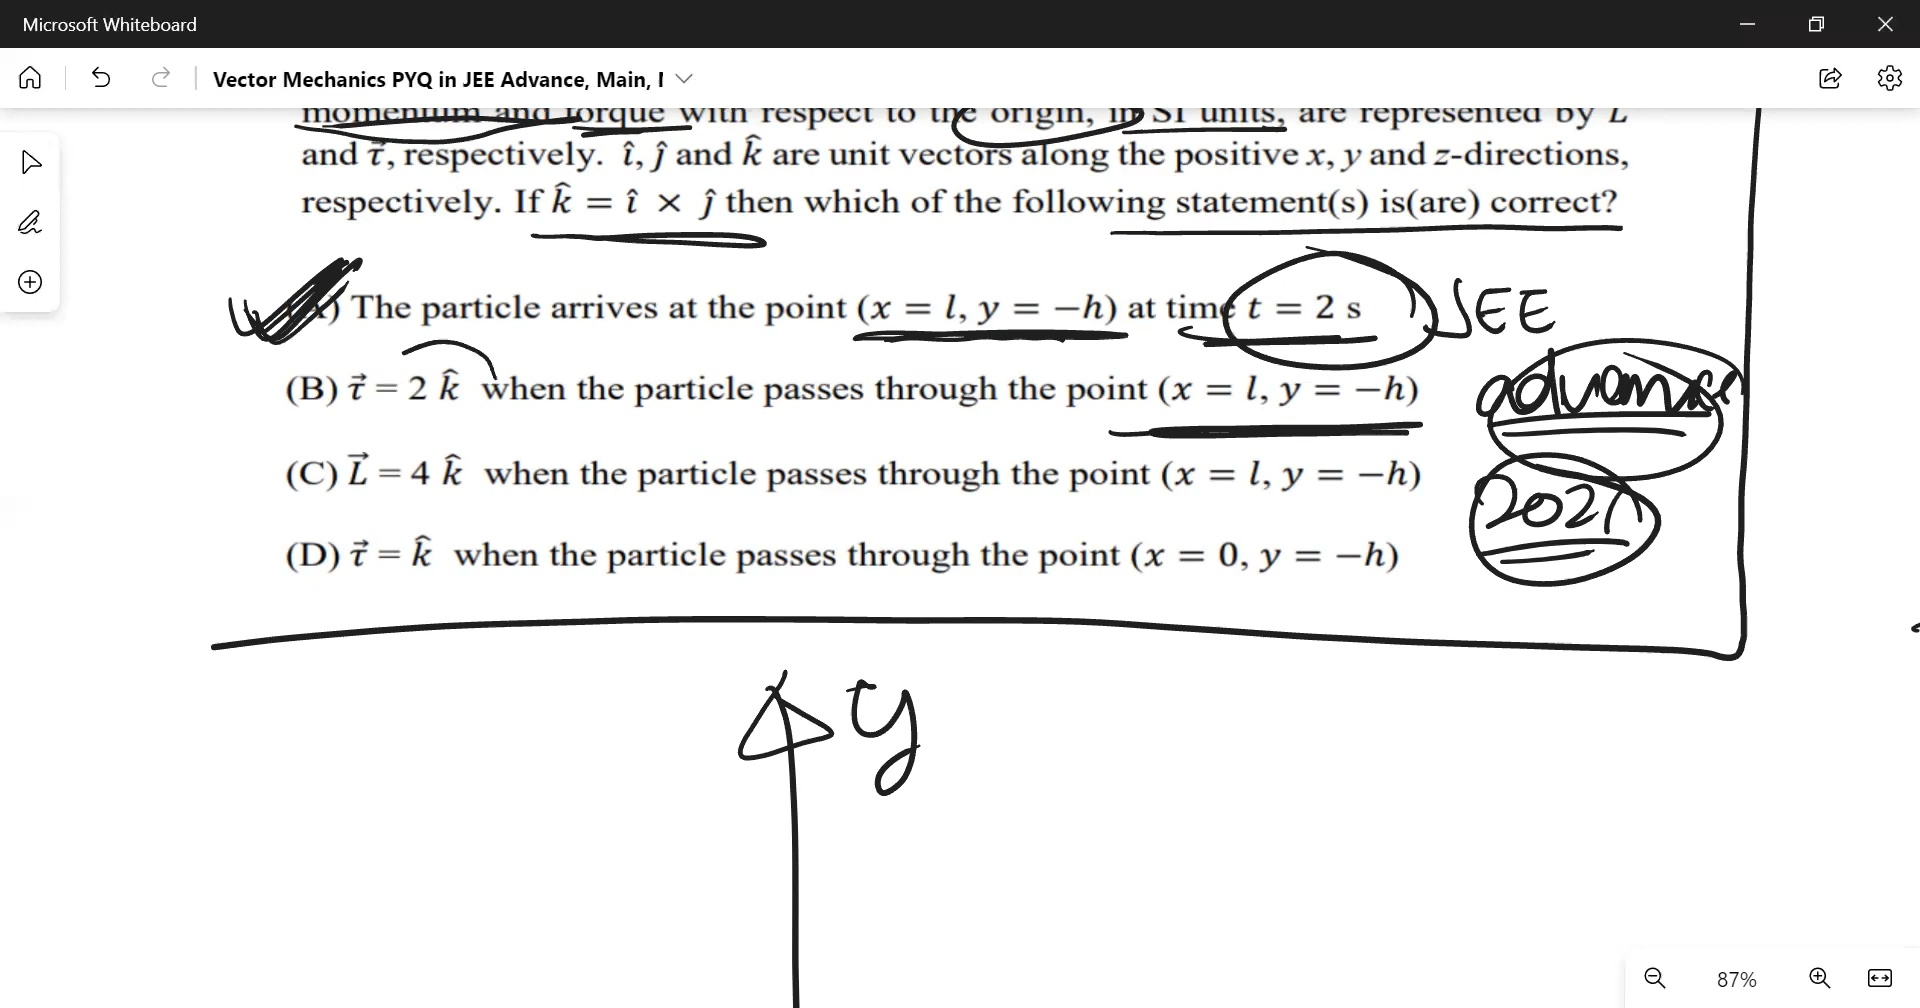 Microsoft Whiteboard
Vector Mechanics PYQ in JEE Advance, Main, I
momentum and torque with respect to the origin, in SI units, are represented by L⃗
and τ⃗, respectively. î, ĵ and k̂ are unit vectors along the positive x, y and z-directions,
respectively. If k̂ = î × ĵ then which of the following statement(s) is(are) correct?
The particle arrives at the point (x = l, y = −h) at time t = 2 s
JEE
(B) τ⃗ = 2 k̂ when the particle passes through the point (x = l, y = −h)
advance
(C) L⃗ = 4 k̂ when the particle passes through the point (x = l, y = −h)
2021
(D) τ⃗ = k̂ when the particle passes through the point (x = 0, y = −h)
y
87%